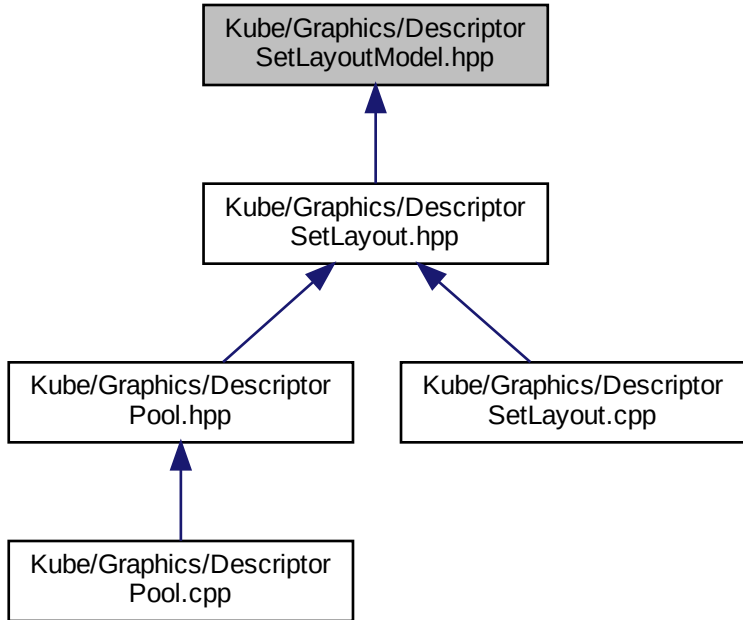 Kube/Graphics/Descriptor
SetLayoutModel.hpp
Kube/Graphics/Descriptor
SetLayout.hpp
Kube/Graphics/Descriptor
Pool.hpp
Kube/Graphics/Descriptor
SetLayout.cpp
Kube/Graphics/Descriptor
Pool.cpp